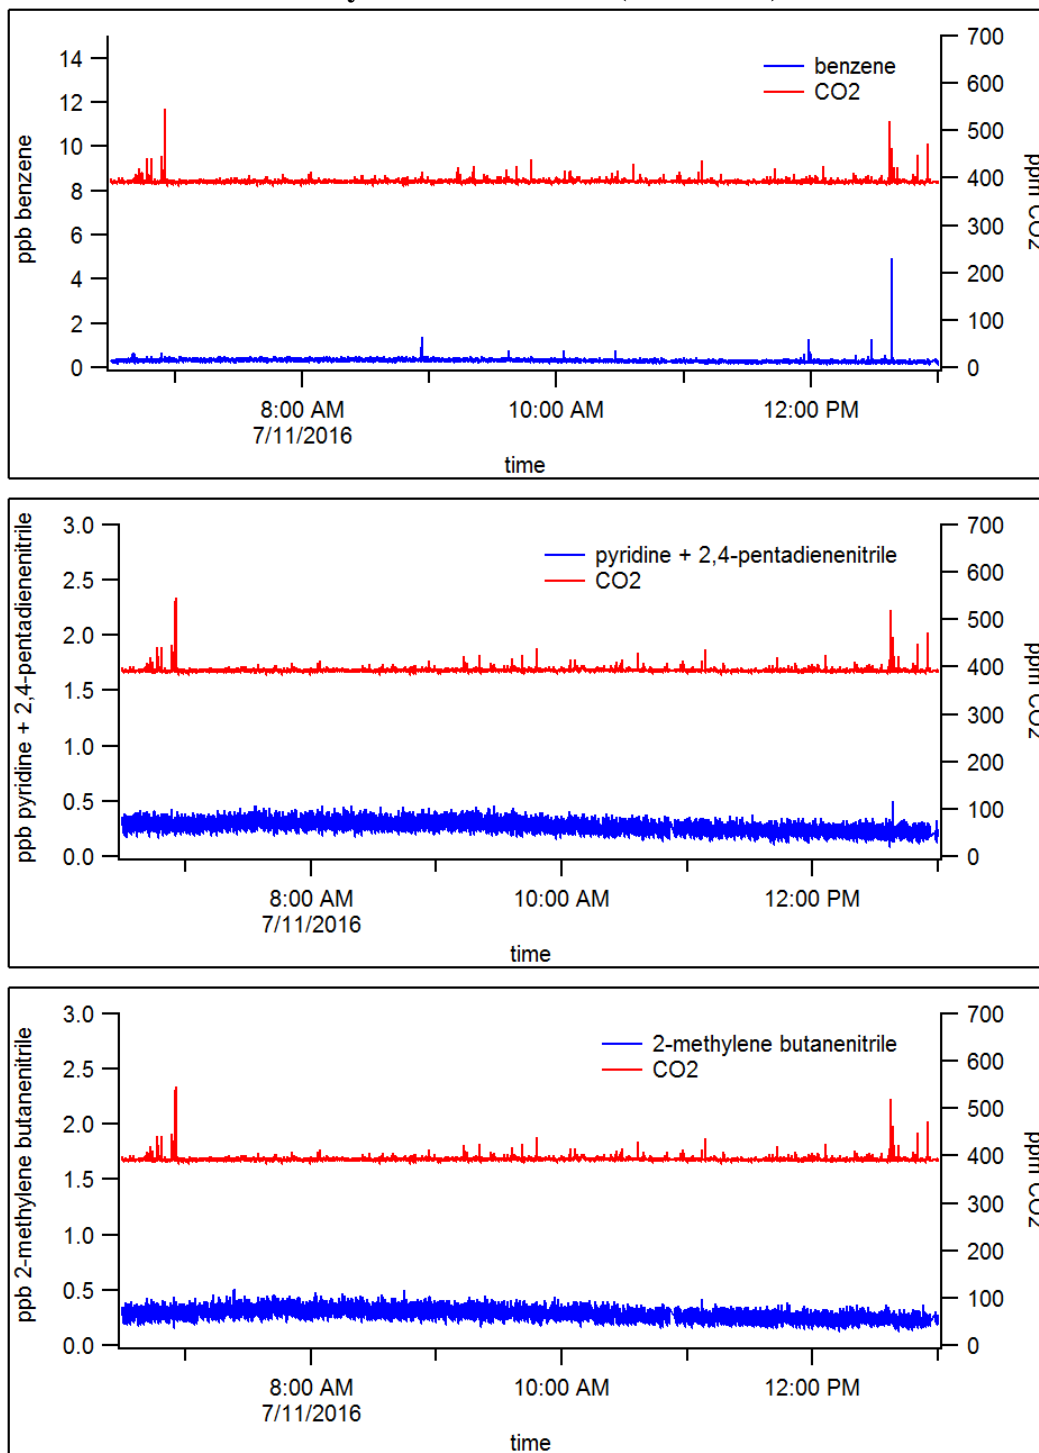 benzene
CO2
ppb benzene
14
12
10
8
6
4
2
0
700
600
500
400
300
200
100
0
ppm CO2
8:00 AM
10:00 AM
12:00 PM
7/11/2016
time
pyridine + 2,4-pentadienenitrile
CO2
ppb pyridine + 2,4-pentadienenitrile
3.0
2.5
2.0
1.5
1.0
0.5
0.0
700
600
500
400
300
200
100
0
ppm CO2
8:00 AM
10:00 AM
12:00 PM
7/11/2016
time
2-methylene butanenitrile
CO2
ppb 2-methylene butanenitrile
3.0
2.5
2.0
1.5
1.0
0.5
0.0
700
600
500
400
300
200
100
0
ppm CO2
8:00 AM
10:00 AM
12:00 PM
7/11/2016
time